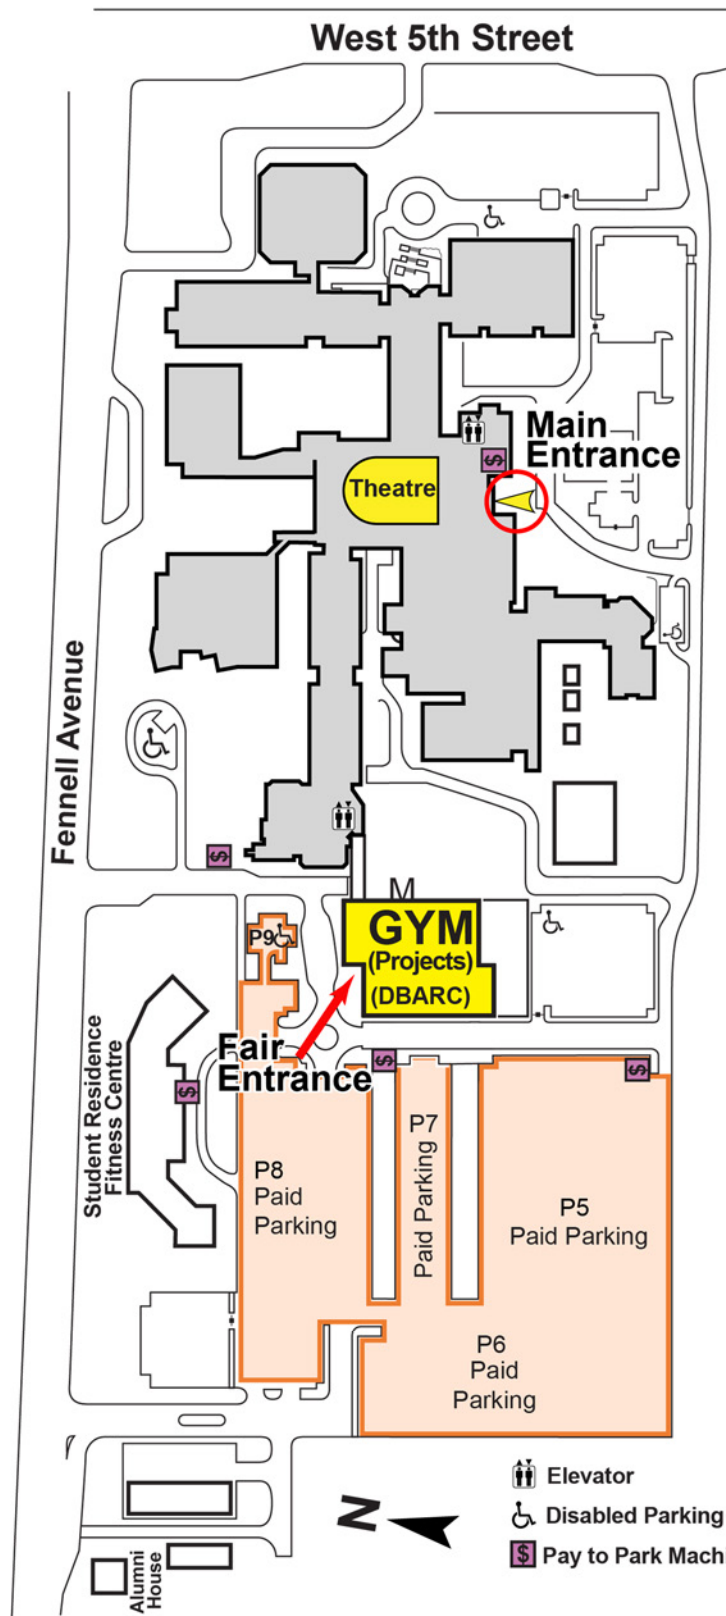 West 5th Street
Main
Entrance
Theatre
Fennell Avenue
M
GYM
(Projects)
(DBARC)
P9
Fair
Entrance
Student Residence
Fitness Centre
P7
Paid Parking
P8
Paid
Parking
P5
Paid Parking
P6
Paid
Parking
N
Elevator
Disabled Parking
$ Pay to Park Machi
Alumni
House
$
$
$
$
$